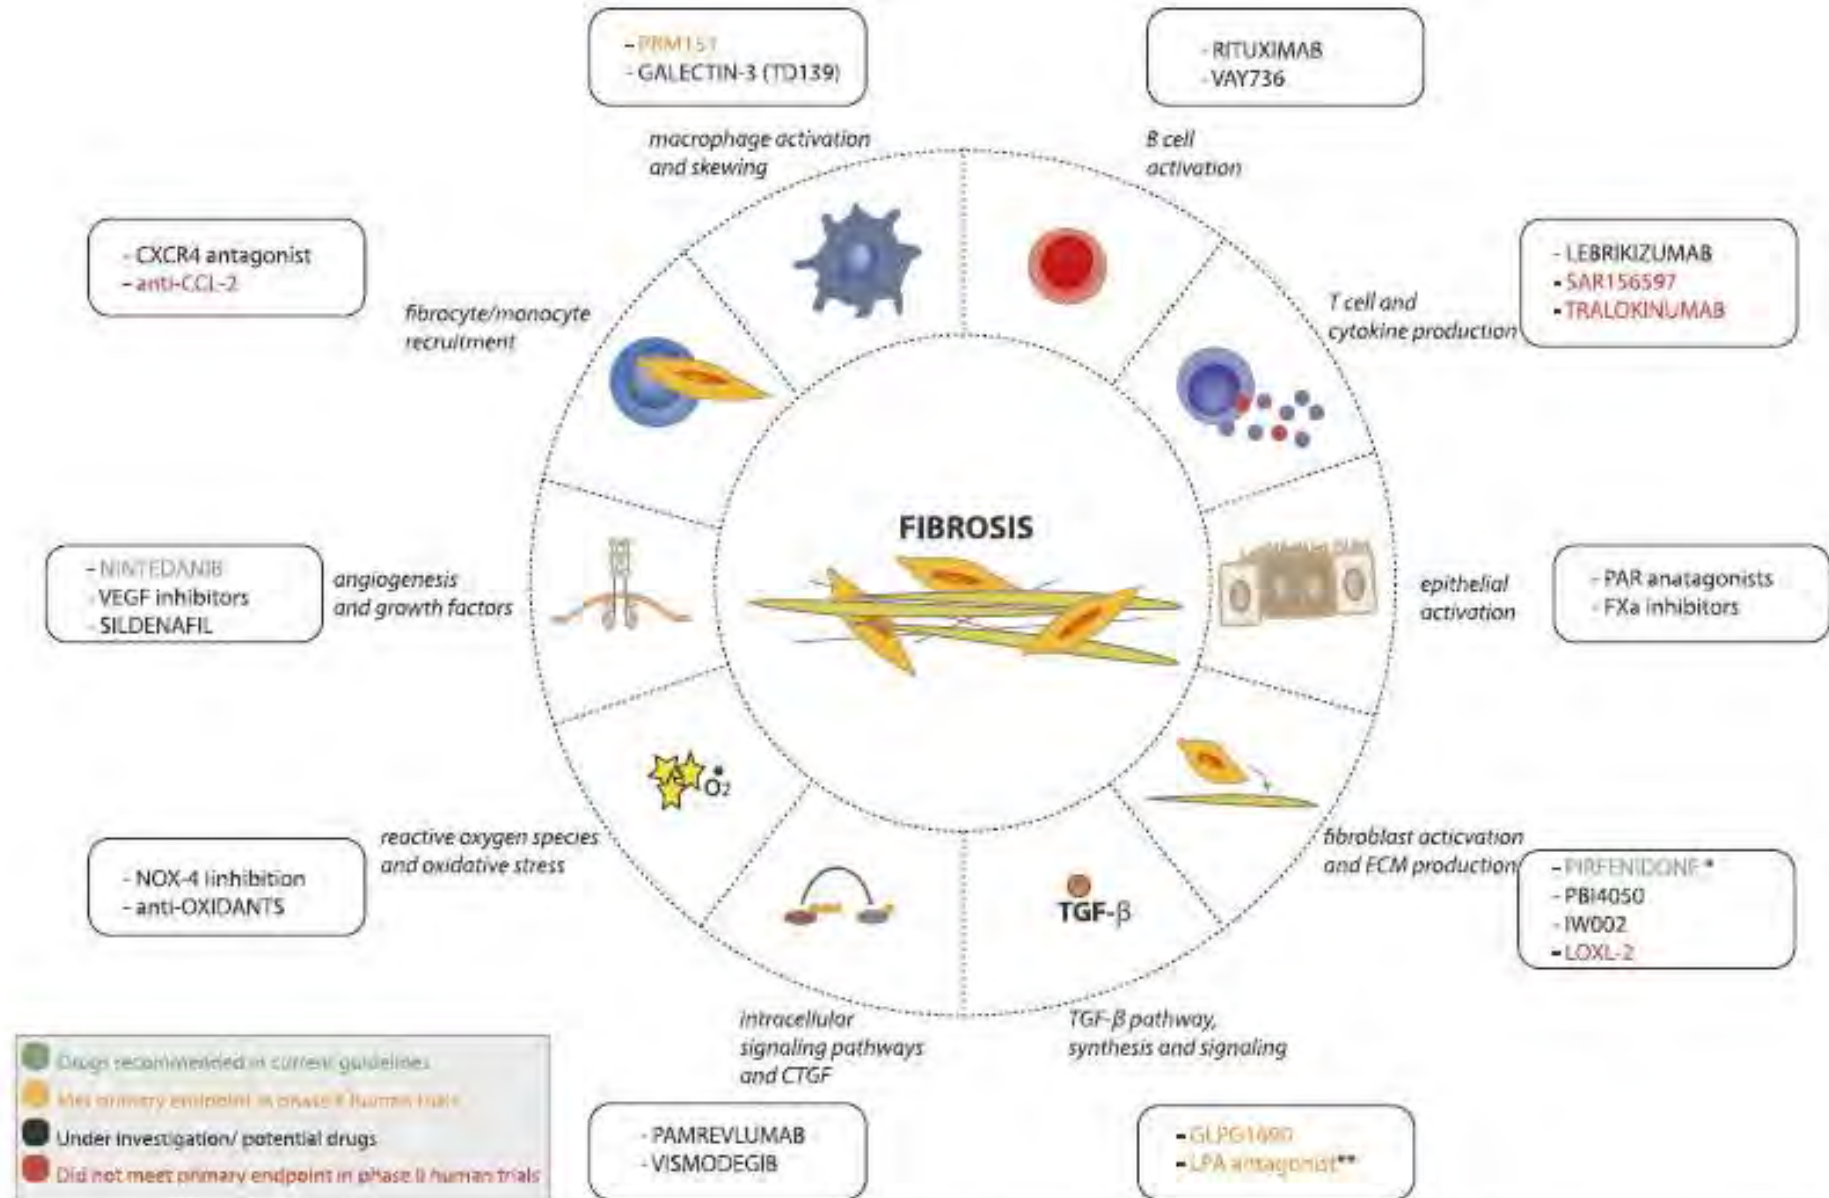 - PRM151
- GALECTIN-3 (TD139)
macrophage activation
and skewing
- RITUXIMAB
- VAY736
B cell
activation
- CXCR4 antagonist
- anti-CCL-2
fibrocyte/monocyte
recruitment
- LEBRIKIZUMAB
- SAR156597
- TRALOKINUMAB
T cell and
cytokine production
FIBROSIS
- NINTEDANIB
- VEGF inhibitors
- SILDENAFIL
angiogenesis
and growth factors
epithelial
activation
- PAR anatagonists
- FXa inhibitors
O2
reactive oxygen species
and oxidative stress
- NOX-4 Iinhibition
- anti-OXIDANTS
fibroblast acticvation
and ECM production
- PIRFENIDONE *
- PBI4050
- IW002
- LOXL-2
TGF-β
intracellular
signaling pathways
and CTGF
TGF-β pathway,
synthesis and signaling
- PAMREVLUMAB
- VISMODEGIB
- GLPG1690
- LPA antagonist**
Drugs recommended in current guidelines
Met primary endpoint in phase II human trials
Under investigation/ potential drugs
Did not meet primary endpoint in phase II human trials